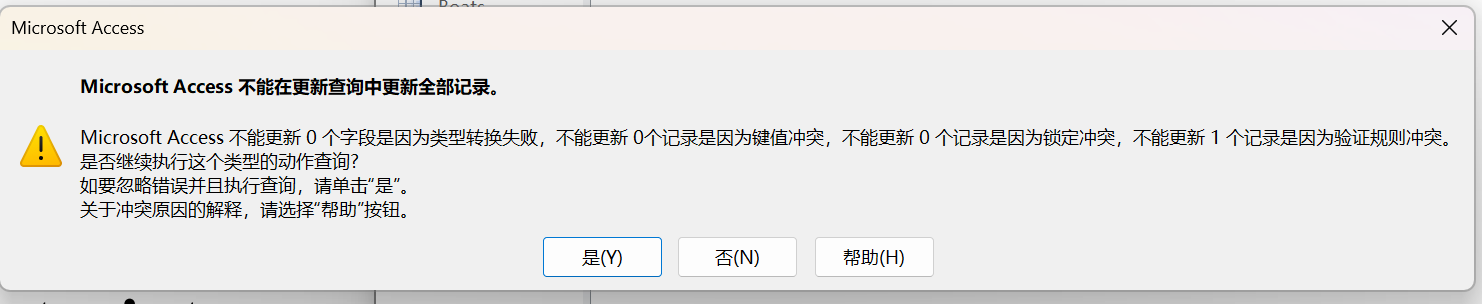 Boats
Microsoft Access
Microsoft Access 不能在更新查询中更新全部记录。
Microsoft Access 不能更新 0 个字段是因为类型转换失败，不能更新 0个记录是因为键值冲突，不能更新 0 个记录是因为锁定冲突，不能更新 1 个记录是因为验证规则冲突。
是否继续执行这个类型的动作查询?
如要忽略错误并且执行查询，请单击“是”。
关于冲突原因的解释，请选择“帮助”按钮。
是(Y) 否(N) 帮助(H)